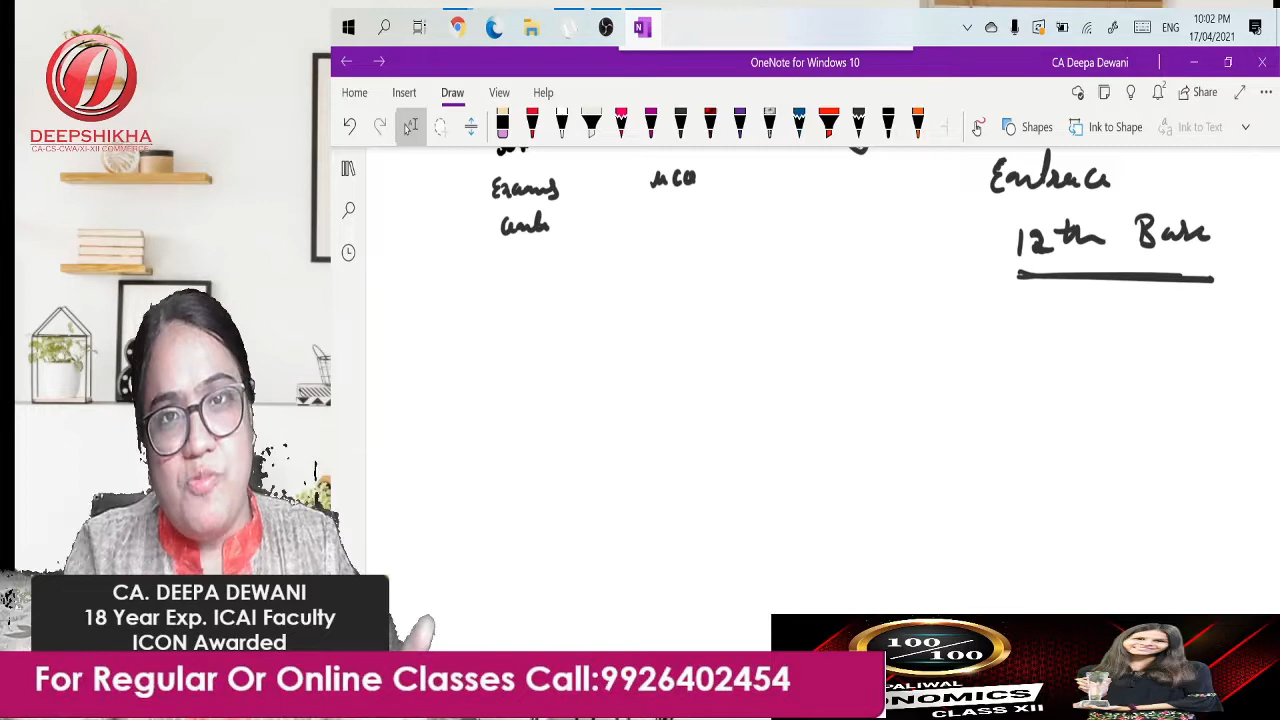 DEEPSHIKHA
CA-CS-CWA/XI-XII COMMERCE
10:02 PM
ENG
17/04/2021
OneNote for Windows 10
CA Deepa Dewani
Home Insert Draw View Help
Share
Shapes
Ink to Shape
Ink to Text
Exams
MCQ
12th Base
CA. DEEPA DEWANI
18 Year Exp. ICAI Faculty
ICON Awarded
For Regular Or Online Classes Call:9926402454
100/100
PALIWAL
ONOMICS
CLASS XII